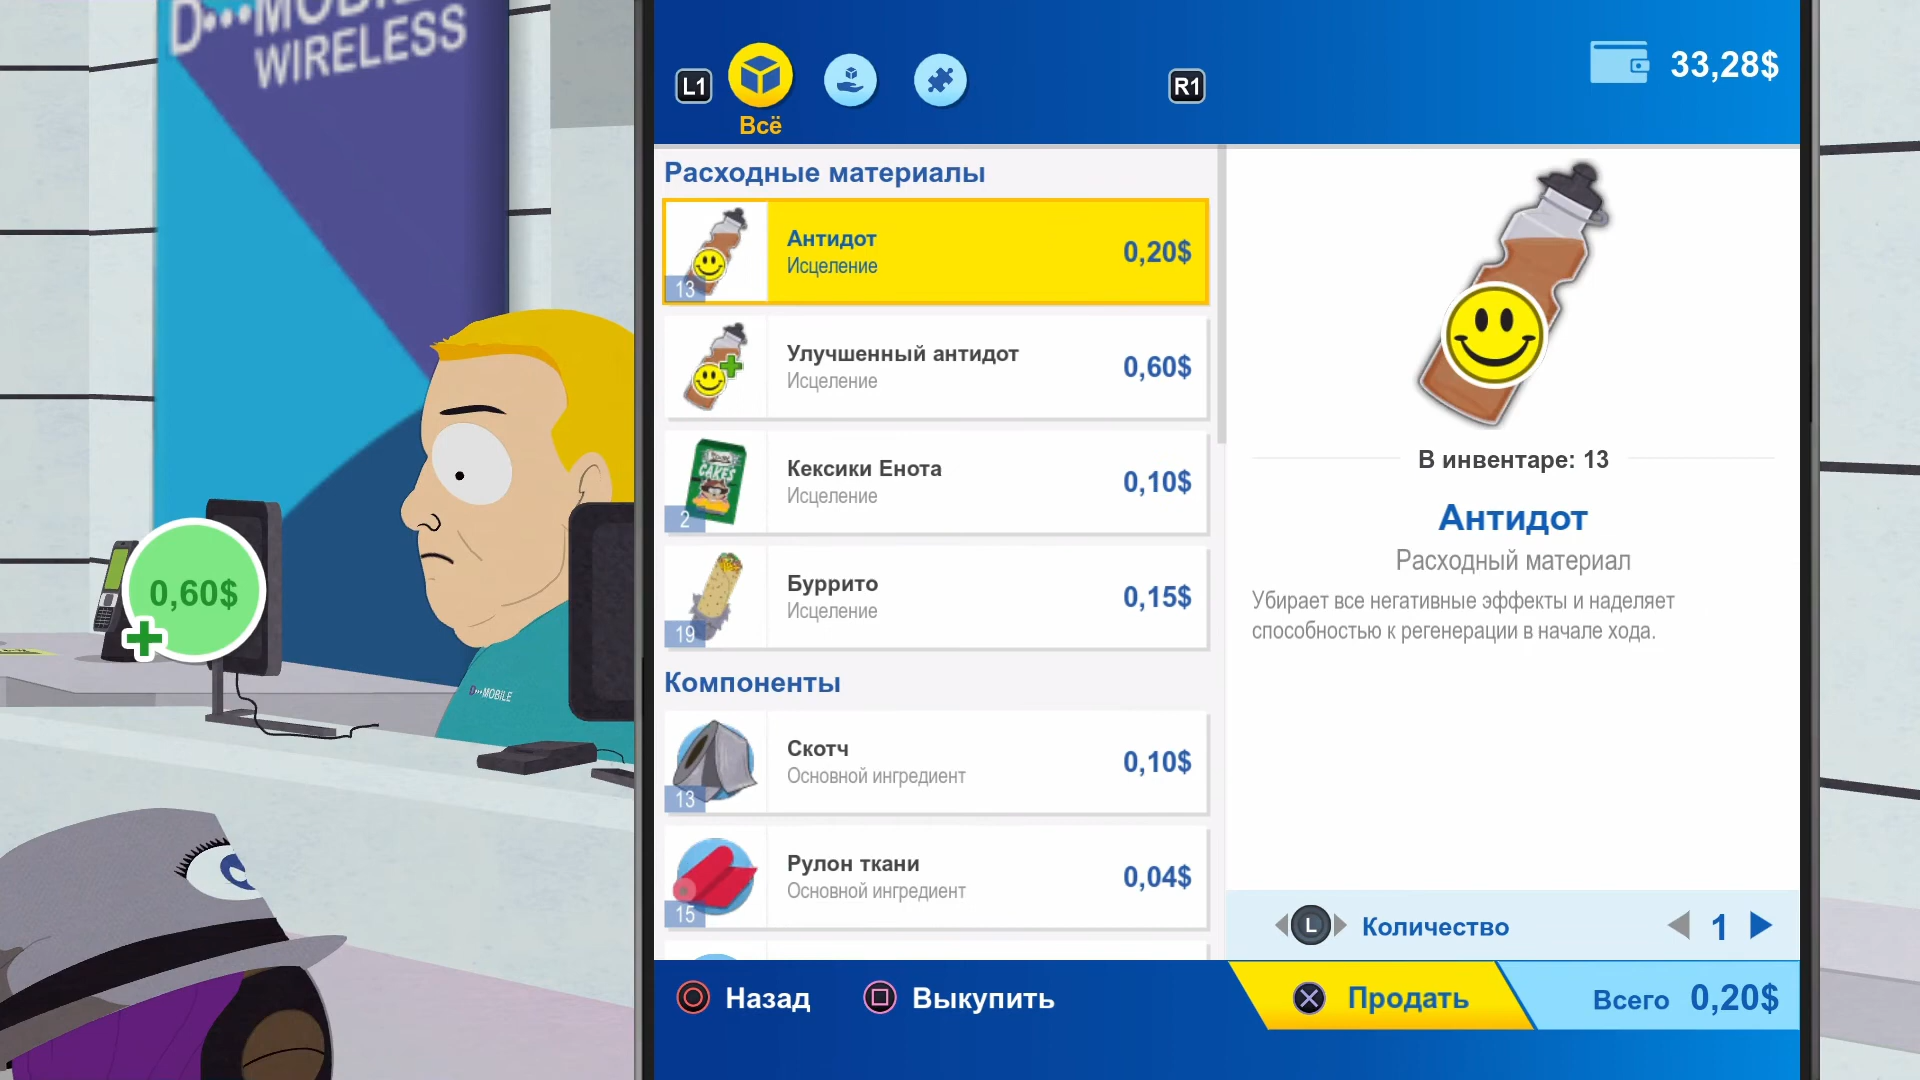 D•••MOBILE
WIRELESS
L1
R1
33,28$
Всё
Расходные материалы
Антидот
Исцеление
0,20$
13
Улучшенный антидот
Исцеление
0,60$
CAKES
Кексики Енота
Исцеление
0,10$
2
Буррито
Исцеление
0,15$
19
Компоненты
Скотч
Основной ингредиент
0,10$
13
Рулон ткани
Основной ингредиент
0,04$
15
В инвентаре: 13
Антидот
Расходный материал
Убирает все негативные эффекты и наделяет
способностью к регенерации в начале хода.
L Количество 1
Назад
Выкупить
Продать
Всего 0,20$
0,60$
D•••MOBILE